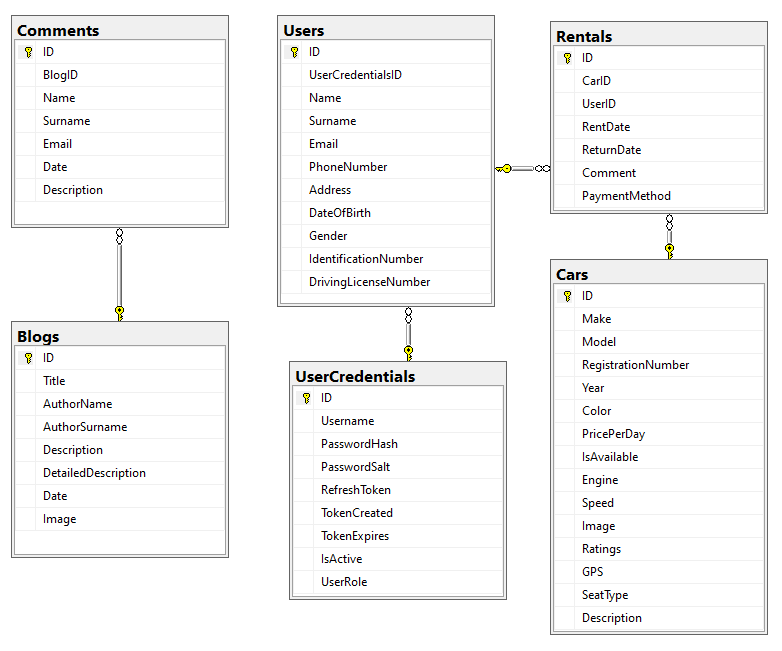 Comments
ID
BlogID
Name
Surname
Email
Date
Description
Blogs
ID
Title
AuthorName
AuthorSurname
Description
DetailedDescription
Date
Image
Users
ID
UserCredentialsID
Name
Surname
Email
PhoneNumber
Address
DateOfBirth
Gender
IdentificationNumber
DrivingLicenseNumber
UserCredentials
ID
Username
PasswordHash
PasswordSalt
RefreshToken
TokenCreated
TokenExpires
IsActive
UserRole
Rentals
ID
CarID
UserID
RentDate
ReturnDate
Comment
PaymentMethod
Cars
ID
Make
Model
RegistrationNumber
Year
Color
PricePerDay
IsAvailable
Engine
Speed
Image
Ratings
GPS
SeatType
Description